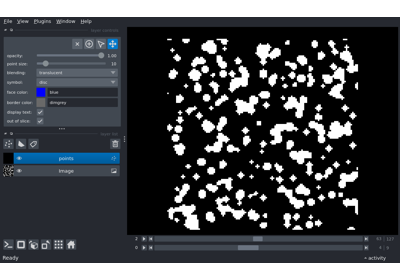 File View Plugins Window Help
opacity: 1.00
point size: 10
blending: translucent
symbol: disc
face color: blue
border color: dimgrey
display text:
out of slice:
points
Image
Ready
activity